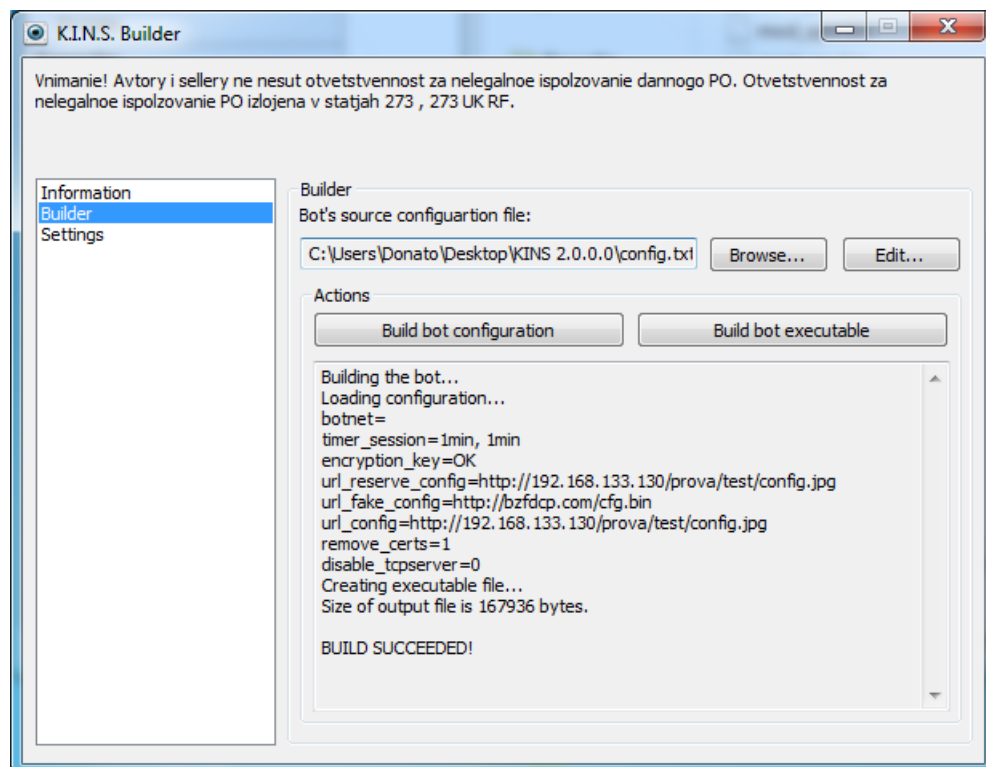 K.I.N.S. Builder
Vnimanie! Avtory i sellery ne nesut otvetstvennost za nelegalnoe ispolzovanie dannogo PO. Otvetstvennost za
nelegalnoe ispolzovanie PO izlojena v statjah 273 , 273 UK RF.
Information
Builder
Settings
Builder
Bot's source configuartion file:
C:\Users\Donato\Desktop\KINS 2.0.0.0\config.txt
Browse...
Edit...
Actions
Build bot configuration
Build bot executable
Building the bot...
Loading configuration...
botnet=
timer_session=1min, 1min
encryption_key=OK
url_reserve_config=http://192.168.133.130/prova/test/config.jpg
url_fake_config=http://bzfdcp.com/cfg.bin
url_config=http://192.168.133.130/prova/test/config.jpg
remove_certs=1
disable_tcpserver=0
Creating executable file...
Size of output file is 167936 bytes.
BUILD SUCCEEDED!